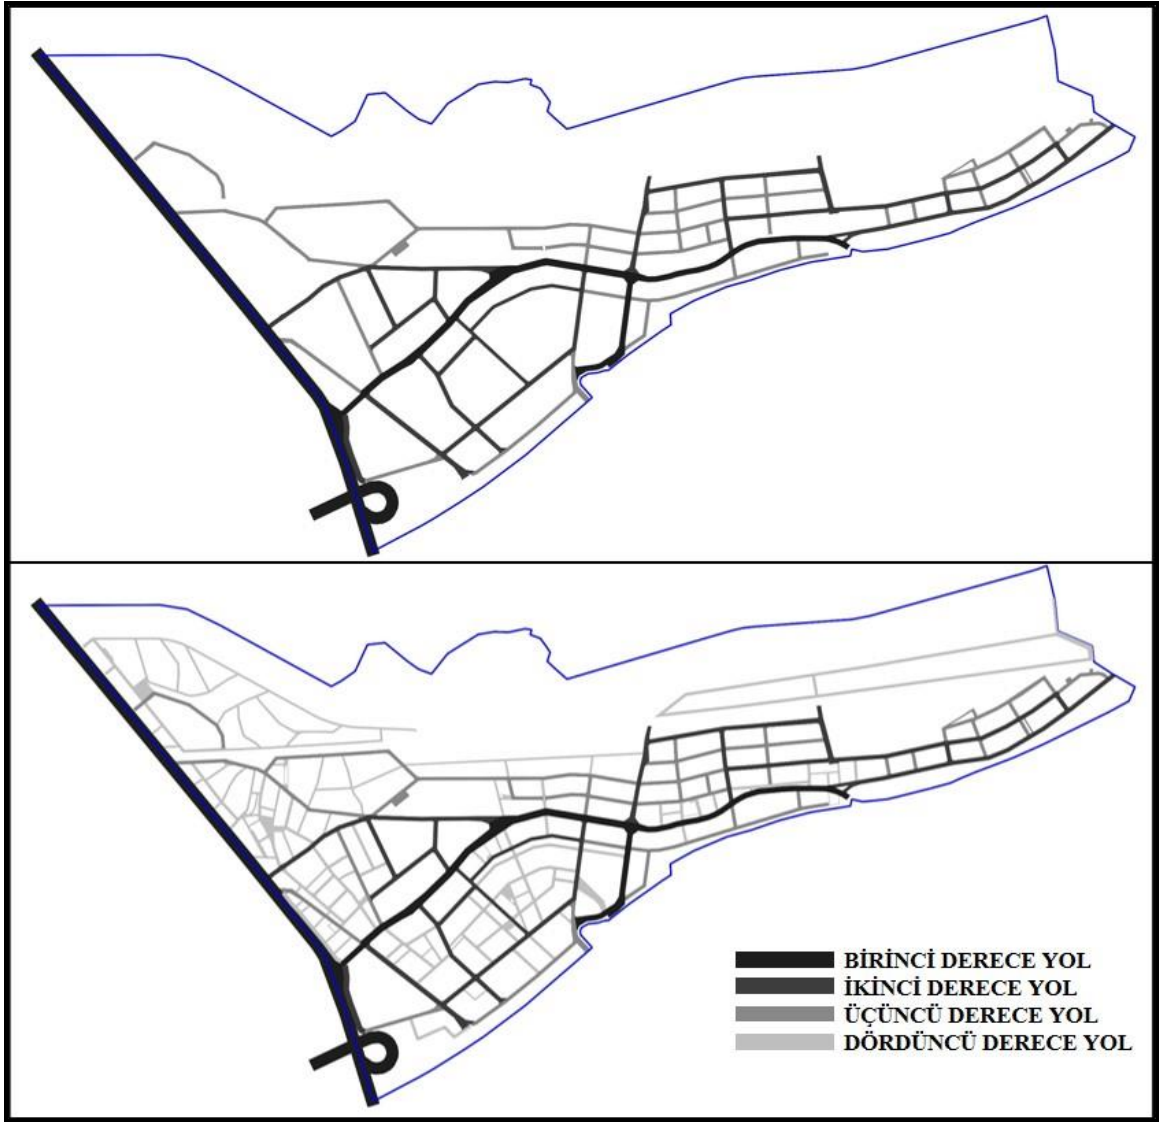 BİRİNCİ DERECE YOL
İKİNCİ DERECE YOL
ÜÇÜNCÜ DERECE YOL
DÖRDÜNCÜ DERECE YOL